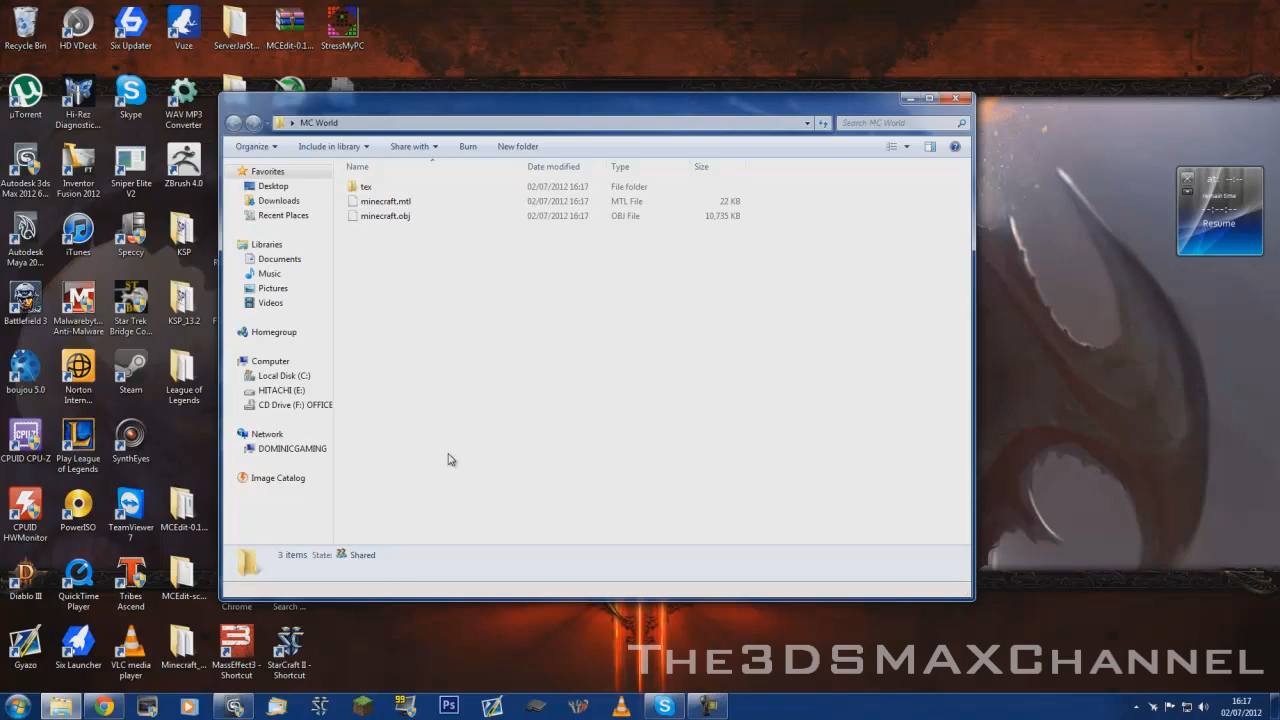 Recycle Bin
HD VDeck
Six Updater
Vuze
ServerJarSt...
MCEdit-0.1...
StressMyPC
µTorrent
Hi-Rez
Diagnostic...
Skype
WAV MP3
Converter
Autodesk 3ds
Max 2012 6...
Inventor
Fusion 2012
Sniper Elite
V2
ZBrush 4.0
Autodesk
Maya 20...
iTunes
Speccy
KSP
Battlefield 3
Malwarebyt...
Anti-Malware
Star Trek
Bridge Co...
KSP_13.2
boujou 5.0
Norton
Intern...
Steam
League of
Legends
CPUID CPU-Z
Play League
of Legends
SynthEyes
CPUID
HWMonitor
PowerISO
TeamViewer
7
MCEdit-0.1...
Diablo III
QuickTime
Player
Tribes
Ascend
MCEdit-sc...
Chrome
Search ...
Gyazo
Six Launcher
VLC media
player
Minecraft_...
MassEffect3 -
Shortcut
StarCraft II -
Shortcut
MC World
Search MC World
Organize
Include in library
Share with
Burn
New folder
Name
Date modified
Type
Size
tex
02/07/2012 16:17
File folder
minecraft.mtl
02/07/2012 16:17
MTL File
22 KB
minecraft.obj
02/07/2012 16:17
OBJ File
10,735 KB
Favorites
Desktop
Downloads
Recent Places
Libraries
Documents
Music
Pictures
Videos
Homegroup
Computer
Local Disk (C:)
HITACHI (E:)
CD Drive (F:) OFFICE
Network
DOMINICGAMING
Image Catalog
3 items
State:
Shared
at: --:--
remain time
--:--:--
Resume
The3DSMAXChannel
99
Ps
16:17
02/07/2012